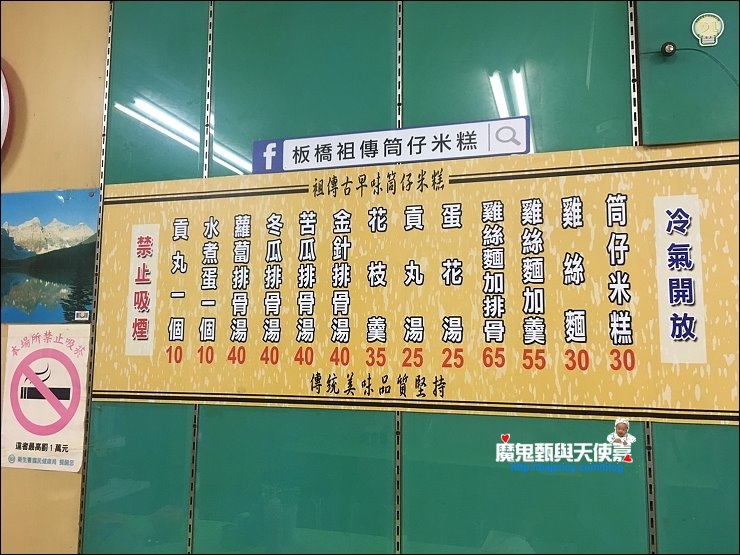 f 板橋祖傳筒仔米糕
祖傳古早味筒仔米糕
冷氣開放
筒仔米糕 30
雞絲麵 30
雞絲麵加羹 55
雞絲麵加排骨 65
蛋花湯 25
貢丸湯 25
花枝羹 35
金針排骨湯 40
苦瓜排骨湯 40
冬瓜排骨湯 40
蘿蔔排骨湯 40
水煮蛋一個 10
貢丸一個 10
禁止吸煙
傳統美味品質堅持
本場所禁止吸菸
違者最高罰1萬元
魔鬼甄與天使嘉